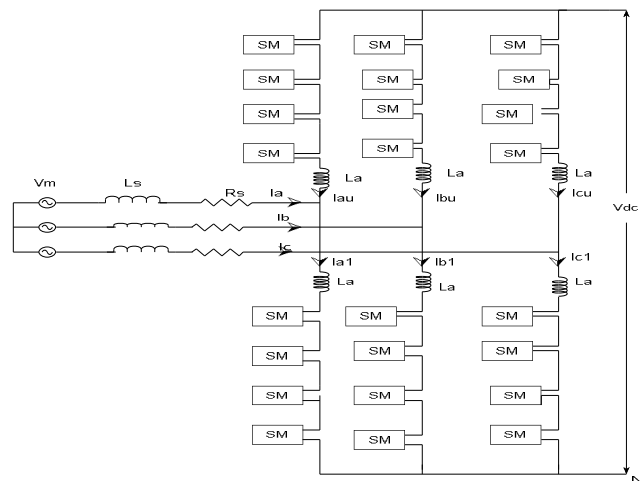 SM SM SM
SM SM SM
SM SM SM
SM SM SM
La La La
Vm Ls Rs Ia Iau Ibu Icu
Vdc
Ib
Ic
Ia1 Ib1 Ic1
La La La
SM SM SM
SM SM SM
SM SM SM
SM SM SM
N